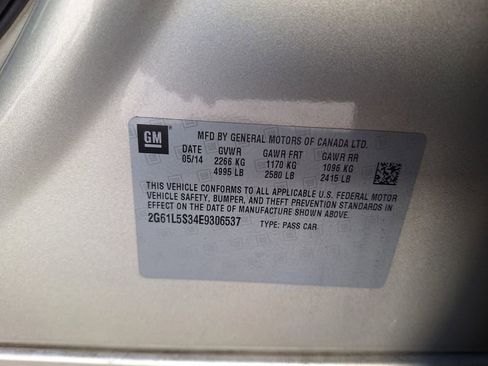 GM
MFD BY GENERAL MOTORS OF CANADA LTD.
DATE GVWR GAWR FRT GAWR RR
05/14 2266 KG 1170 KG 1096 KG
4995 LB 2580 LB 2415 LB
THIS VEHICLE CONFORMS TO ALL APPLICABLE U.S. FEDERAL MOTOR
VEHICLE SAFETY, BUMPER, AND THEFT PREVENTION STANDARDS IN
EFFECT ON THE DATE OF MANUFACTURE SHOWN ABOVE.
2G61L5S34E9306537 TYPE: PASS CAR